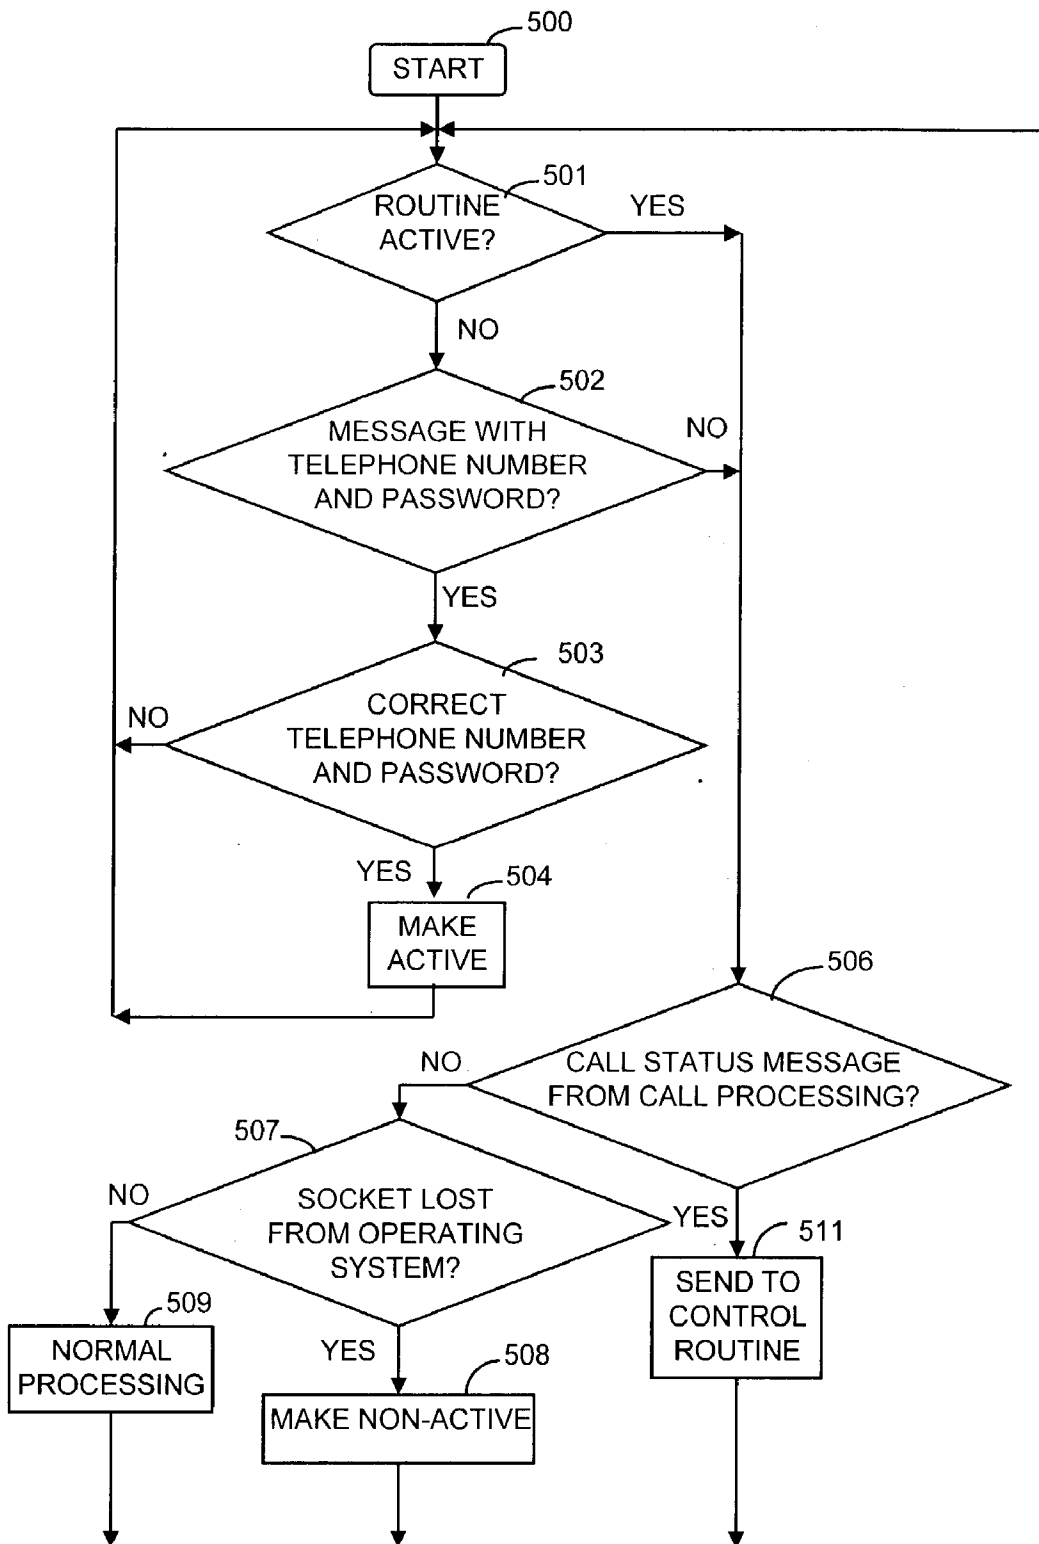 500
START
501
ROUTINE
ACTIVE?
YES
NO
502
MESSAGE WITH
TELEPHONE NUMBER
AND PASSWORD?
NO
YES
503
CORRECT
TELEPHONE NUMBER
AND PASSWORD?
NO
YES
504
MAKE
ACTIVE
506
CALL STATUS MESSAGE
FROM CALL PROCESSING?
NO
507
SOCKET LOST
FROM OPERATING
SYSTEM?
NO
YES
511
SEND TO
CONTROL
ROUTINE
509
NORMAL
PROCESSING
YES
508
MAKE NON-ACTIVE